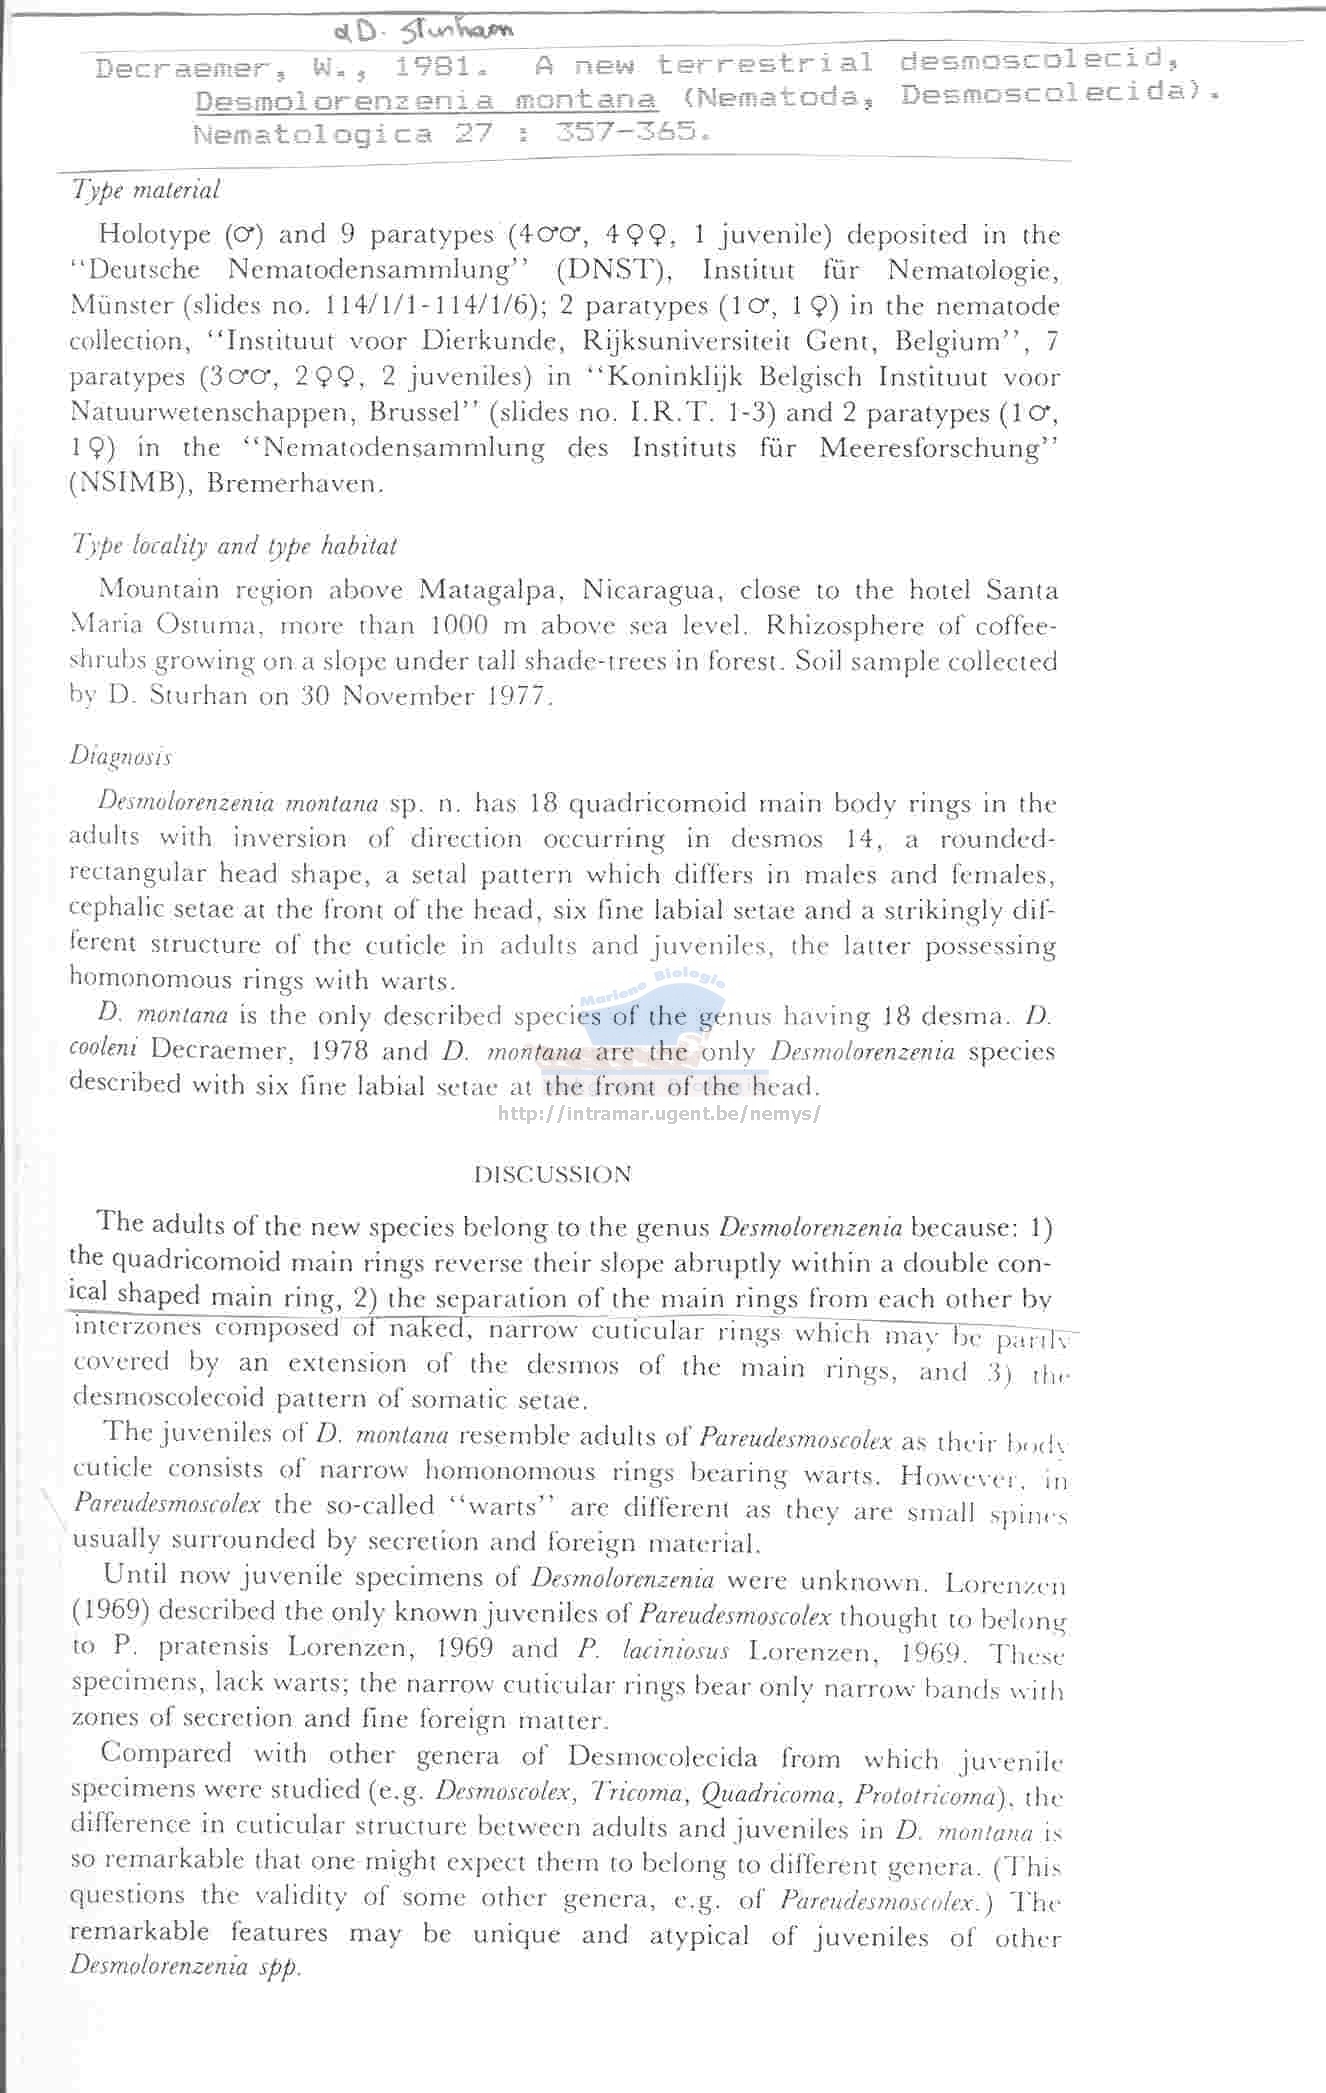 & D. Sturhan
Decraemer, W., 1981. A new terrestrial desmoscolecid,
Desmolorenzenia montana (Nematoda, Desmoscolecida).
Nematologica 27 : 357-365.
Type material
Holotype (♂) and 9 paratypes (4♂♂, 4♀♀, 1 juvenile) deposited in the
“Deutsche Nematodensammlung” (DNST), Institut für Nematologie,
Münster (slides no. 114/1/1-114/1/6); 2 paratypes (1♂, 1♀) in the nematode
collection, “Instituut voor Dierkunde, Rijksuniversiteit Gent, Belgium”, 7
paratypes (3♂♂, 2♀♀, 2 juveniles) in “Koninklijk Belgisch Instituut voor
Natuurwetenschappen, Brussel” (slides no. I.R.T. 1-3) and 2 paratypes (1♂,
1♀) in the “Nematodensammlung des Instituts für Meeresforschung”
(NSIMB), Bremerhaven.
Type locality and type habitat
Mountain region above Matagalpa, Nicaragua, close to the hotel Santa
Maria Ostuma, more than 1000 m above sea level. Rhizosphere of coffee-
shrubs growing on a slope under tall shade-trees in forest. Soil sample collected
by D. Sturhan on 30 November 1977.
Diagnosis
Desmolorenzenia montana sp. n. has 18 quadricomoid main body rings in the
adults with inversion of direction occurring in desmos 14, a rounded-
rectangular head shape, a setal pattern which differs in males and females,
cephalic setae at the front of the head, six fine labial setae and a strikingly dif-
ferent structure of the cuticle in adults and juveniles, the latter possessing
homonomous rings with warts.
Mariene Biologie
D. montana is the only described species of the genus having 18 desma. D.
cooleni Decraemer, 1978 and D. montana are the only Desmolorenzenia species
described with six fine labial setae at the front of the head.
http://intramar.ugent.be/nemys/
DISCUSSION
The adults of the new species belong to the genus Desmolorenzenia because: 1)
the quadricomoid main rings reverse their slope abruptly within a double con-
ical shaped main ring, 2) the separation of the main rings from each other by
interzones composed of naked, narrow cuticular rings which may be partly
covered by an extension of the desmos of the main rings, and 3) the
desmoscolecoid pattern of somatic setae.
The juveniles of D. montana resemble adults of Pareudesmoscolex as their body
cuticle consists of narrow homonomous rings bearing warts. However, in
Pareudesmoscolex the so-called “warts” are different as they are small spines
usually surrounded by secretion and foreign material.
Until now juvenile specimens of Desmolorenzenia were unknown. Lorenzen
(1969) described the only known juveniles of Pareudesmoscolex thought to belong
to P. pratensis Lorenzen, 1969 and P. laciniosus Lorenzen, 1969. These
specimens, lack warts; the narrow cuticular rings bear only narrow bands with
zones of secretion and fine foreign matter.
Compared with other genera of Desmocolecida from which juvenile
specimens were studied (e.g. Desmoscolex, Tricoma, Quadricoma, Prototricoma), the
difference in cuticular structure between adults and juveniles in D. montana is
so remarkable that one might expect them to belong to different genera. (This
questions the validity of some other genera, e.g. of Pareudesmoscolex.) The
remarkable features may be unique and atypical of juveniles of other
Desmolorenzenia spp.